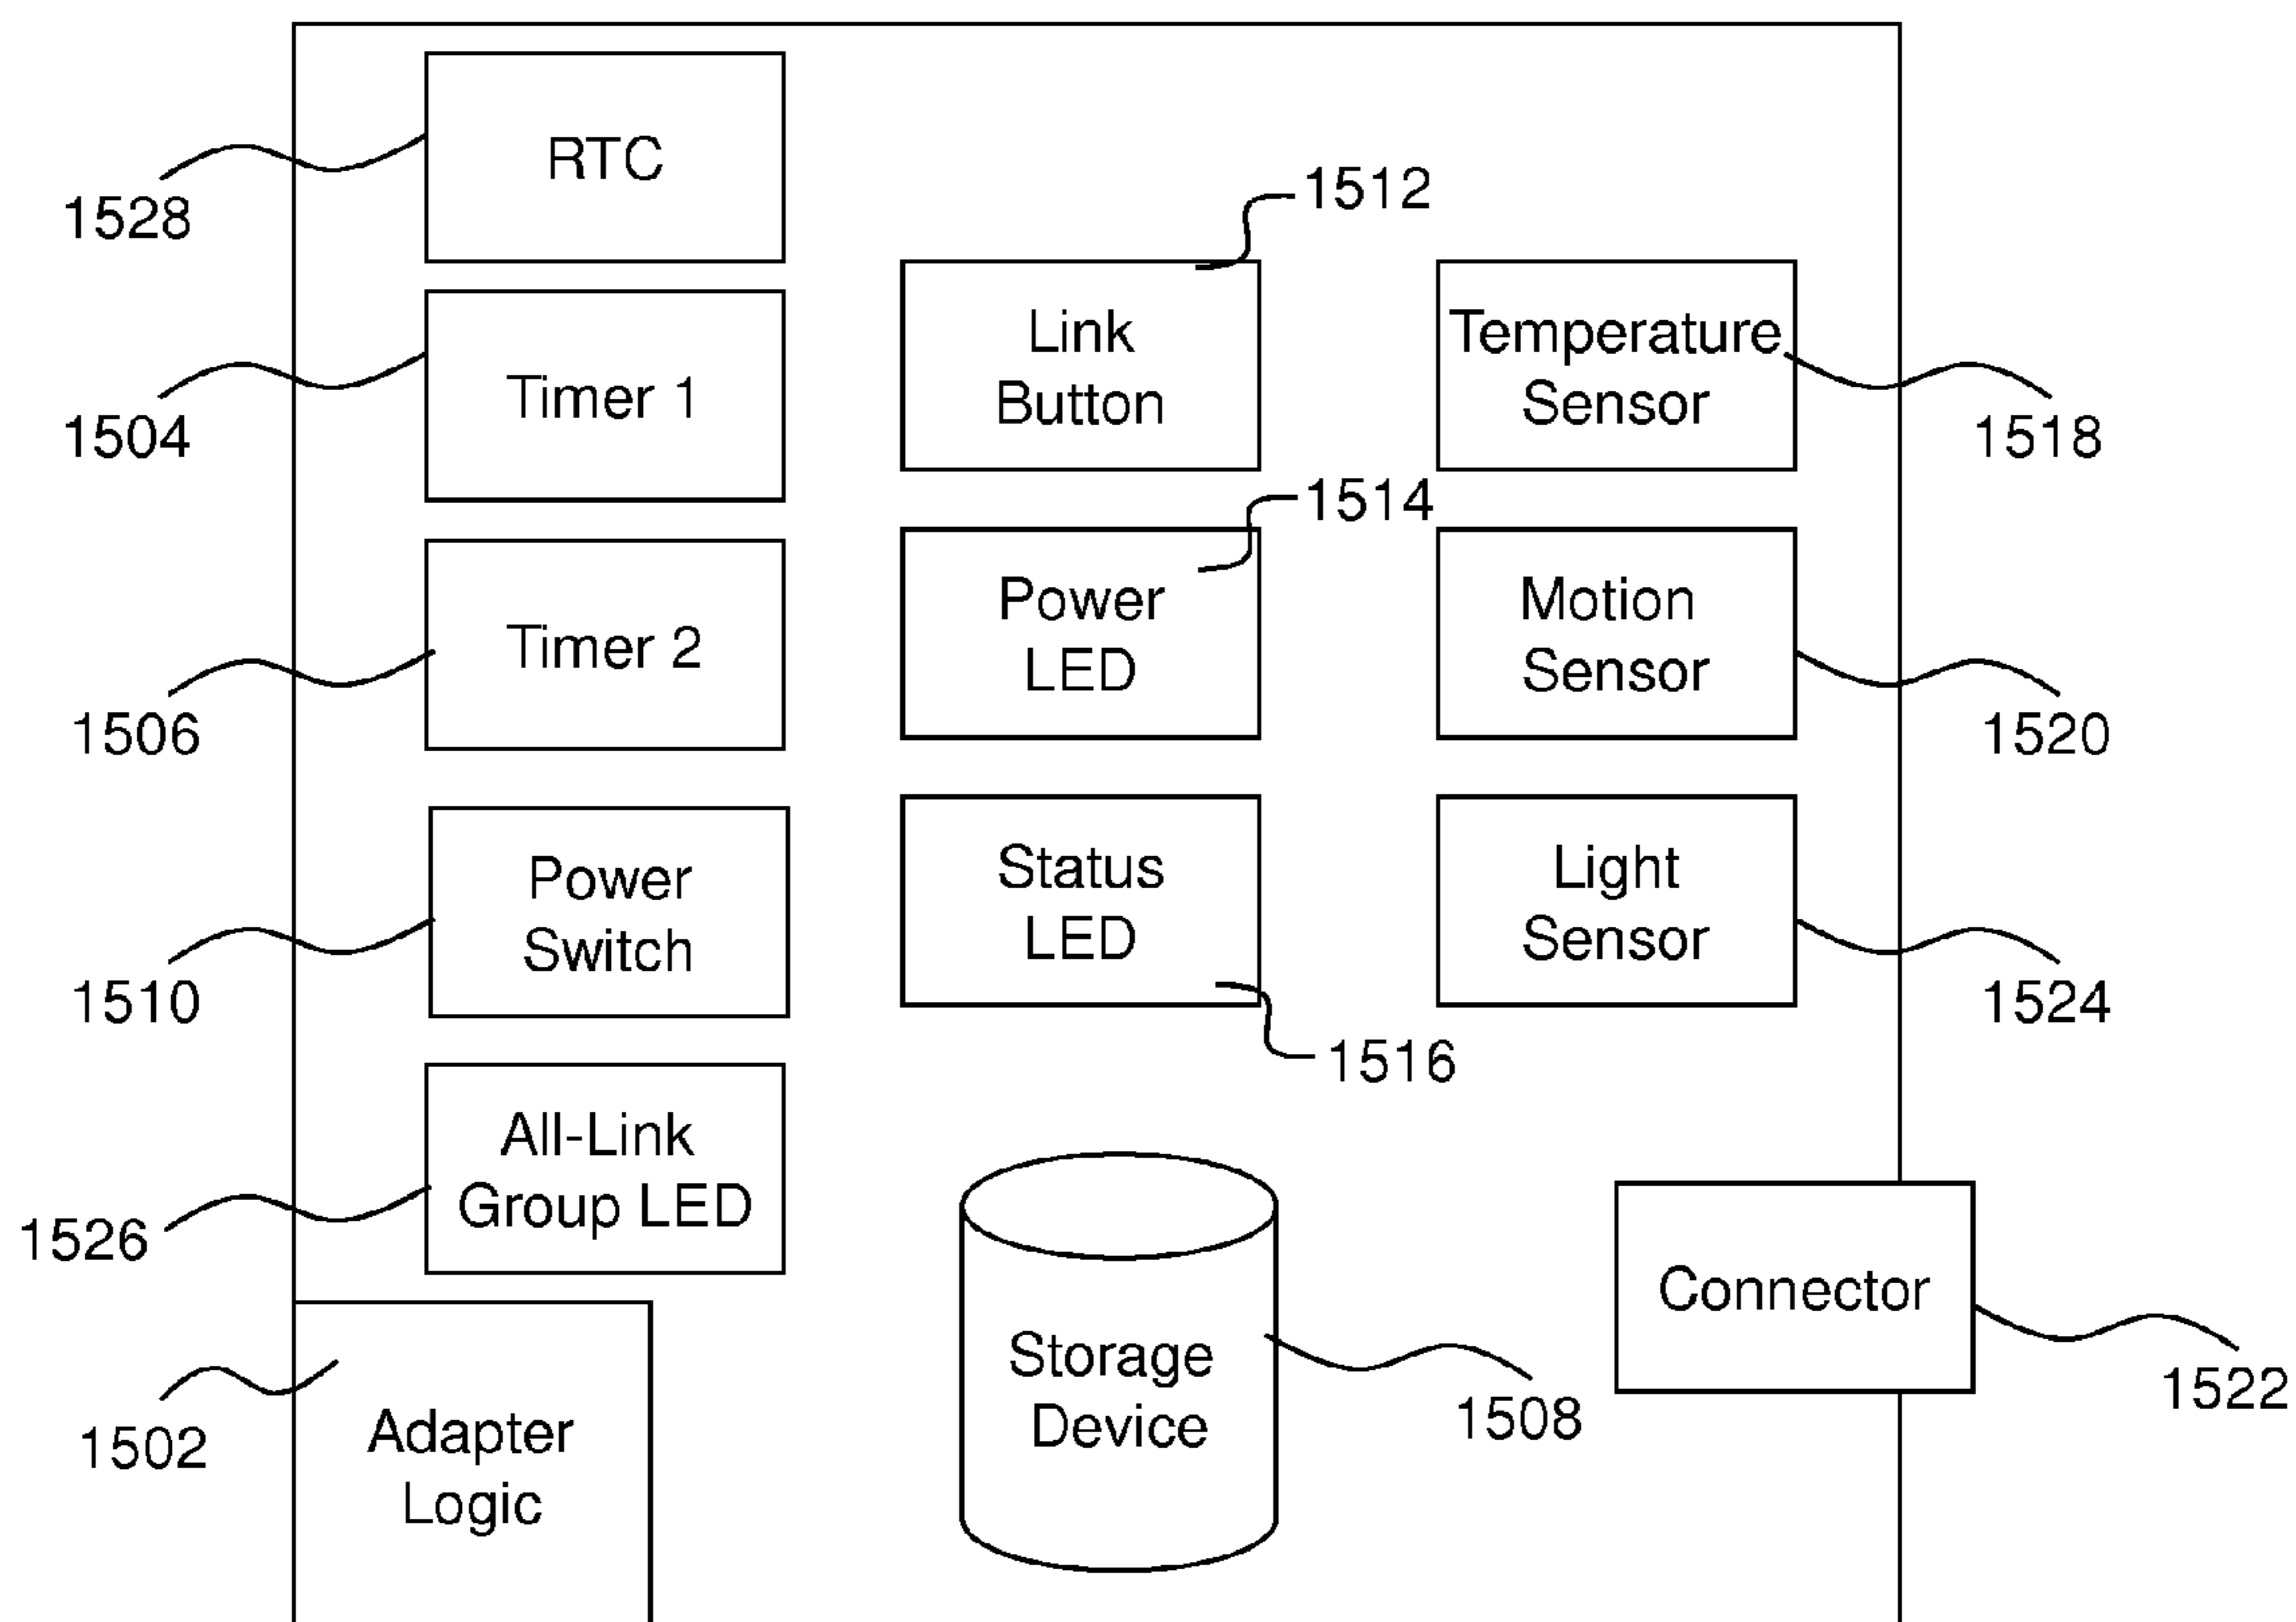 RTC
1528
1512
Link
Button
Temperature
Sensor
1504
Timer 1
1518
1514
Power
LED
Motion
Sensor
Timer 2
1506
1520
Power
Switch
Status
LED
Light
Sensor
1510
1524
1516
All-Link
Group LED
1526
Connector
1522
Storage
Device
1508
1502
Adapter
Logic